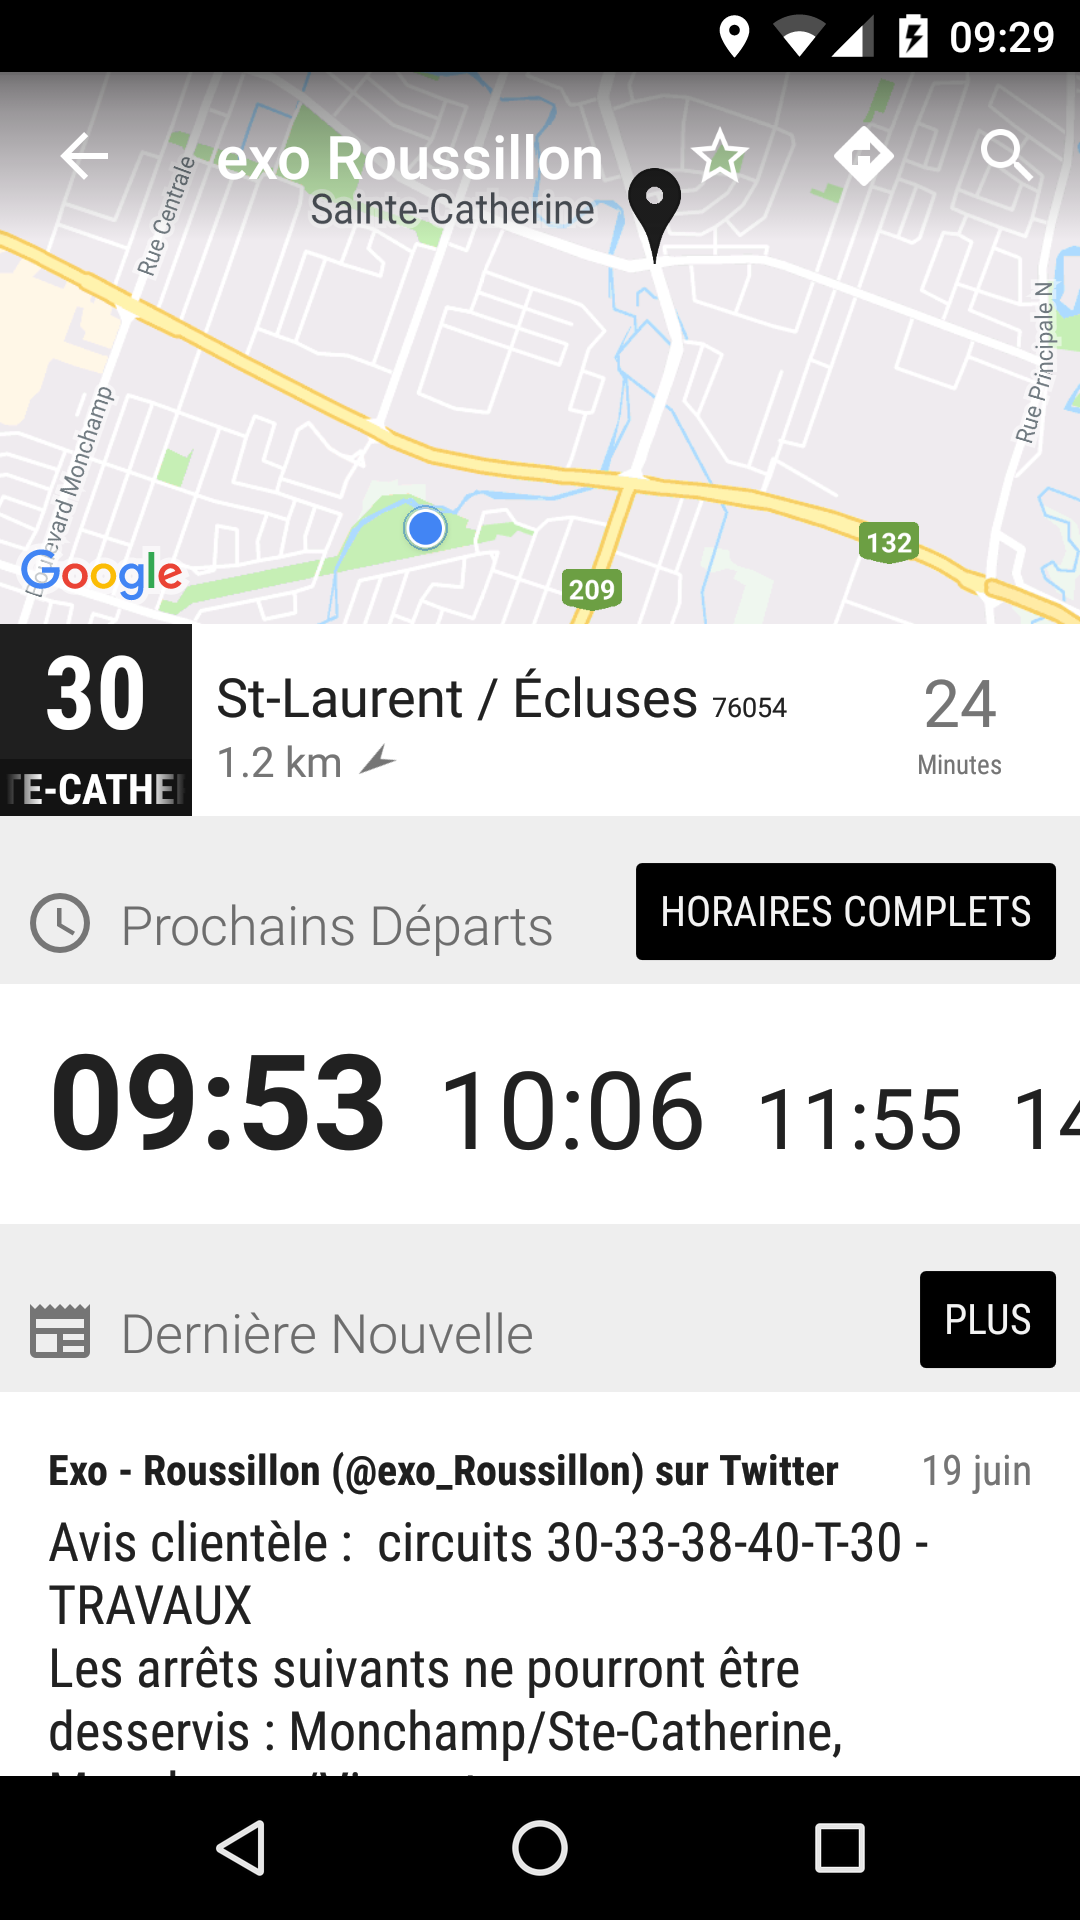 09:29
exo Roussillon
Sainte-Catherine
Rue Centrale
Rue Principale N
Boulevard Monchamp
Google
132
209
30
St-Laurent / Écluses 76054
24
1.2 km
Minutes
TE-CATHE
Prochains Départs
HORAIRES COMPLETS
09:53 10:06 11:55 14
Dernière Nouvelle
PLUS
Exo - Roussillon (@exo_Roussillon) sur Twitter 19 juin
Avis clientèle :  circuits 30-33-38-40-T-30 -
TRAVAUX
Les arrêts suivants ne pourront être
desservis : Monchamp/Ste-Catherine,